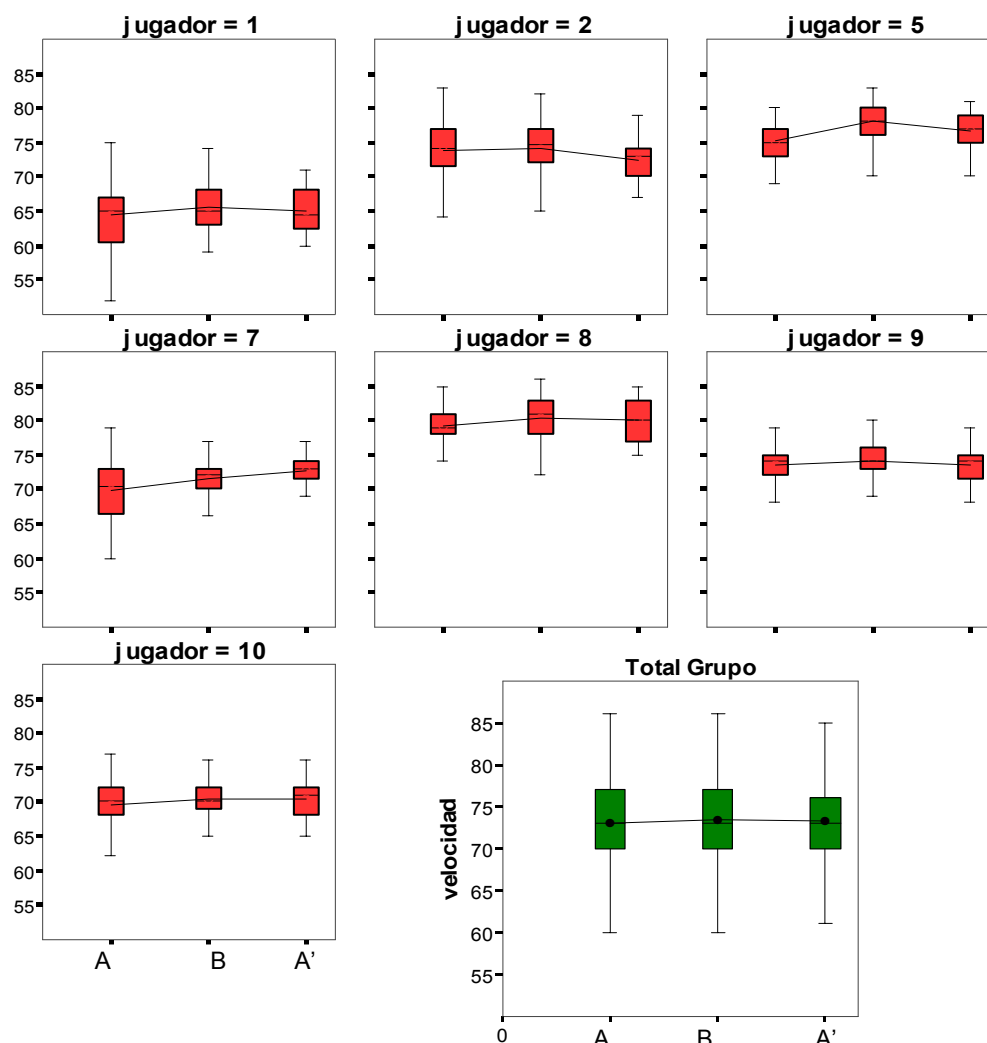 jugador = 1
jugador = 2
jugador = 5
85
80
75
70
65
60
55
jugador = 7
jugador = 8
jugador = 9
85
80
75
70
65
60
55
jugador = 10
85
80
75
70
65
60
55
A B A'
Total Grupo
velocidad
85
80
75
70
65
60
55
0 A B A'